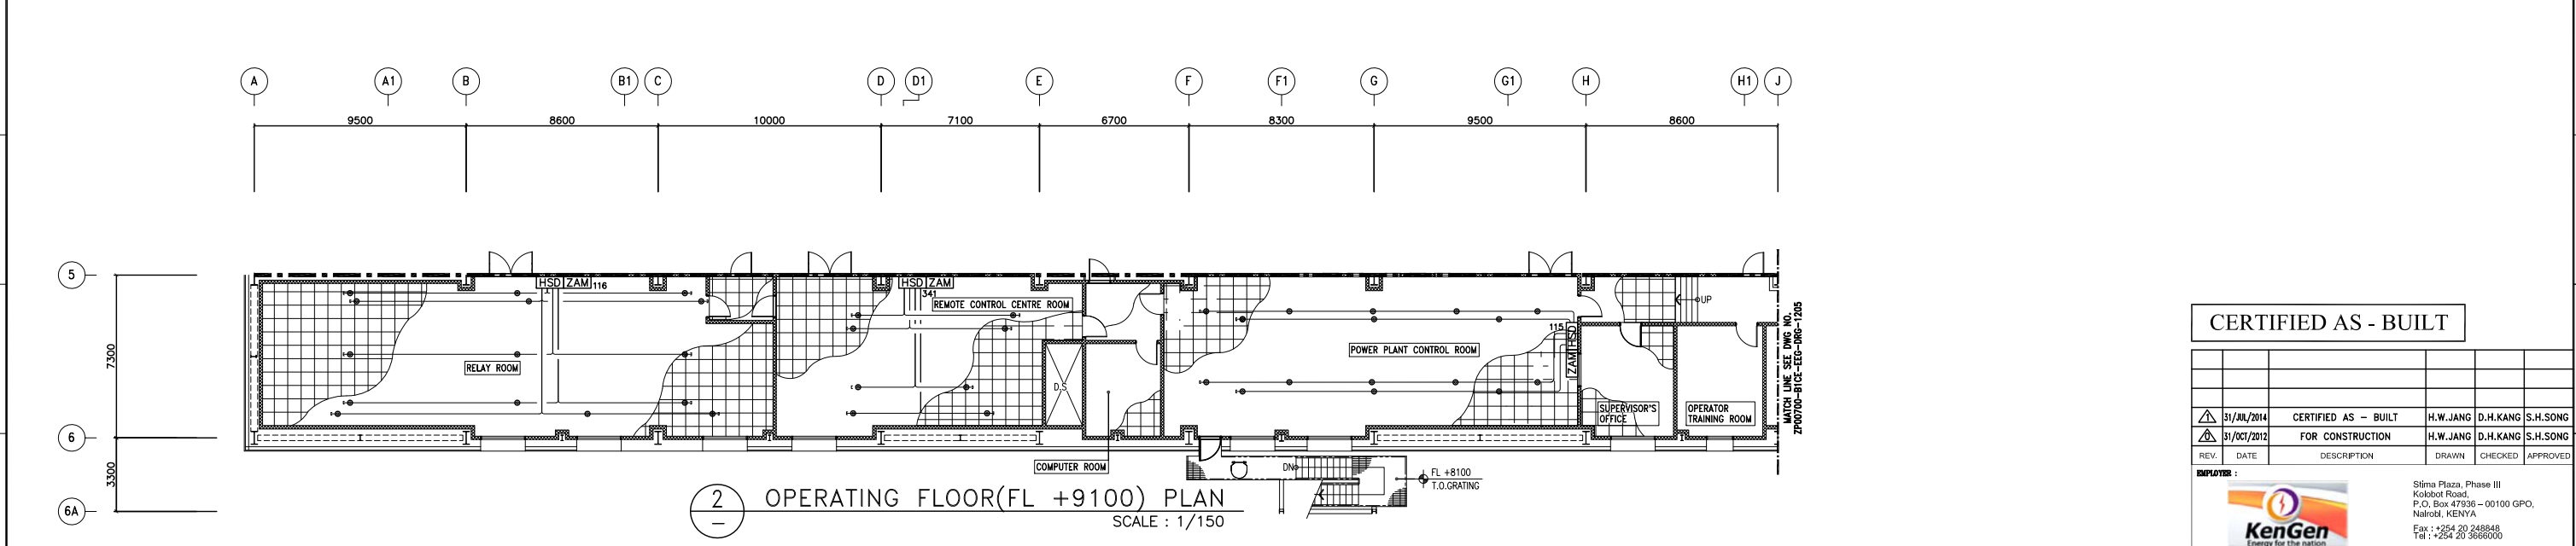 A A1 B B1 C D D1 E F F1 G G1 H H1 J
9500 8600 10000 7100 6700 8300 9500 8600
5
6
6A
7300
3300
HSD ZAM 116
HSD ZAM
341
REMOTE CONTROL CENTRE ROOM
RELAY ROOM
D.S
POWER PLANT CONTROL ROOM
115
ZAM HSD
UP
SUPERVISOR'S
OFFICE
OPERATOR
TRAINING ROOM
MATCH LINE SEE DWG NO.
ZP00700-B1CE-EEG-DRG-1205
COMPUTER ROOM
DN
FL +8100
T.O.GRATING
2
OPERATING FLOOR(FL +9100) PLAN
SCALE : 1/150
CERTIFIED AS - BUILT
1 31/JUL/2014 CERTIFIED AS - BUILT H.W.JANG D.H.KANG S.H.SONG
0 31/OCT/2012 FOR CONSTRUCTION H.W.JANG D.H.KANG S.H.SONG
REV. DATE DESCRIPTION DRAWN CHECKED APPROVED
EMPLOYER :
KenGen
Energy for the nation
Stima Plaza, Phase III
Kolobot Road,
P.O. Box 47936 – 00100 GPO,
Nairobi, KENYA
Fax : +254 20 248848
Tel : +254 20 3666000